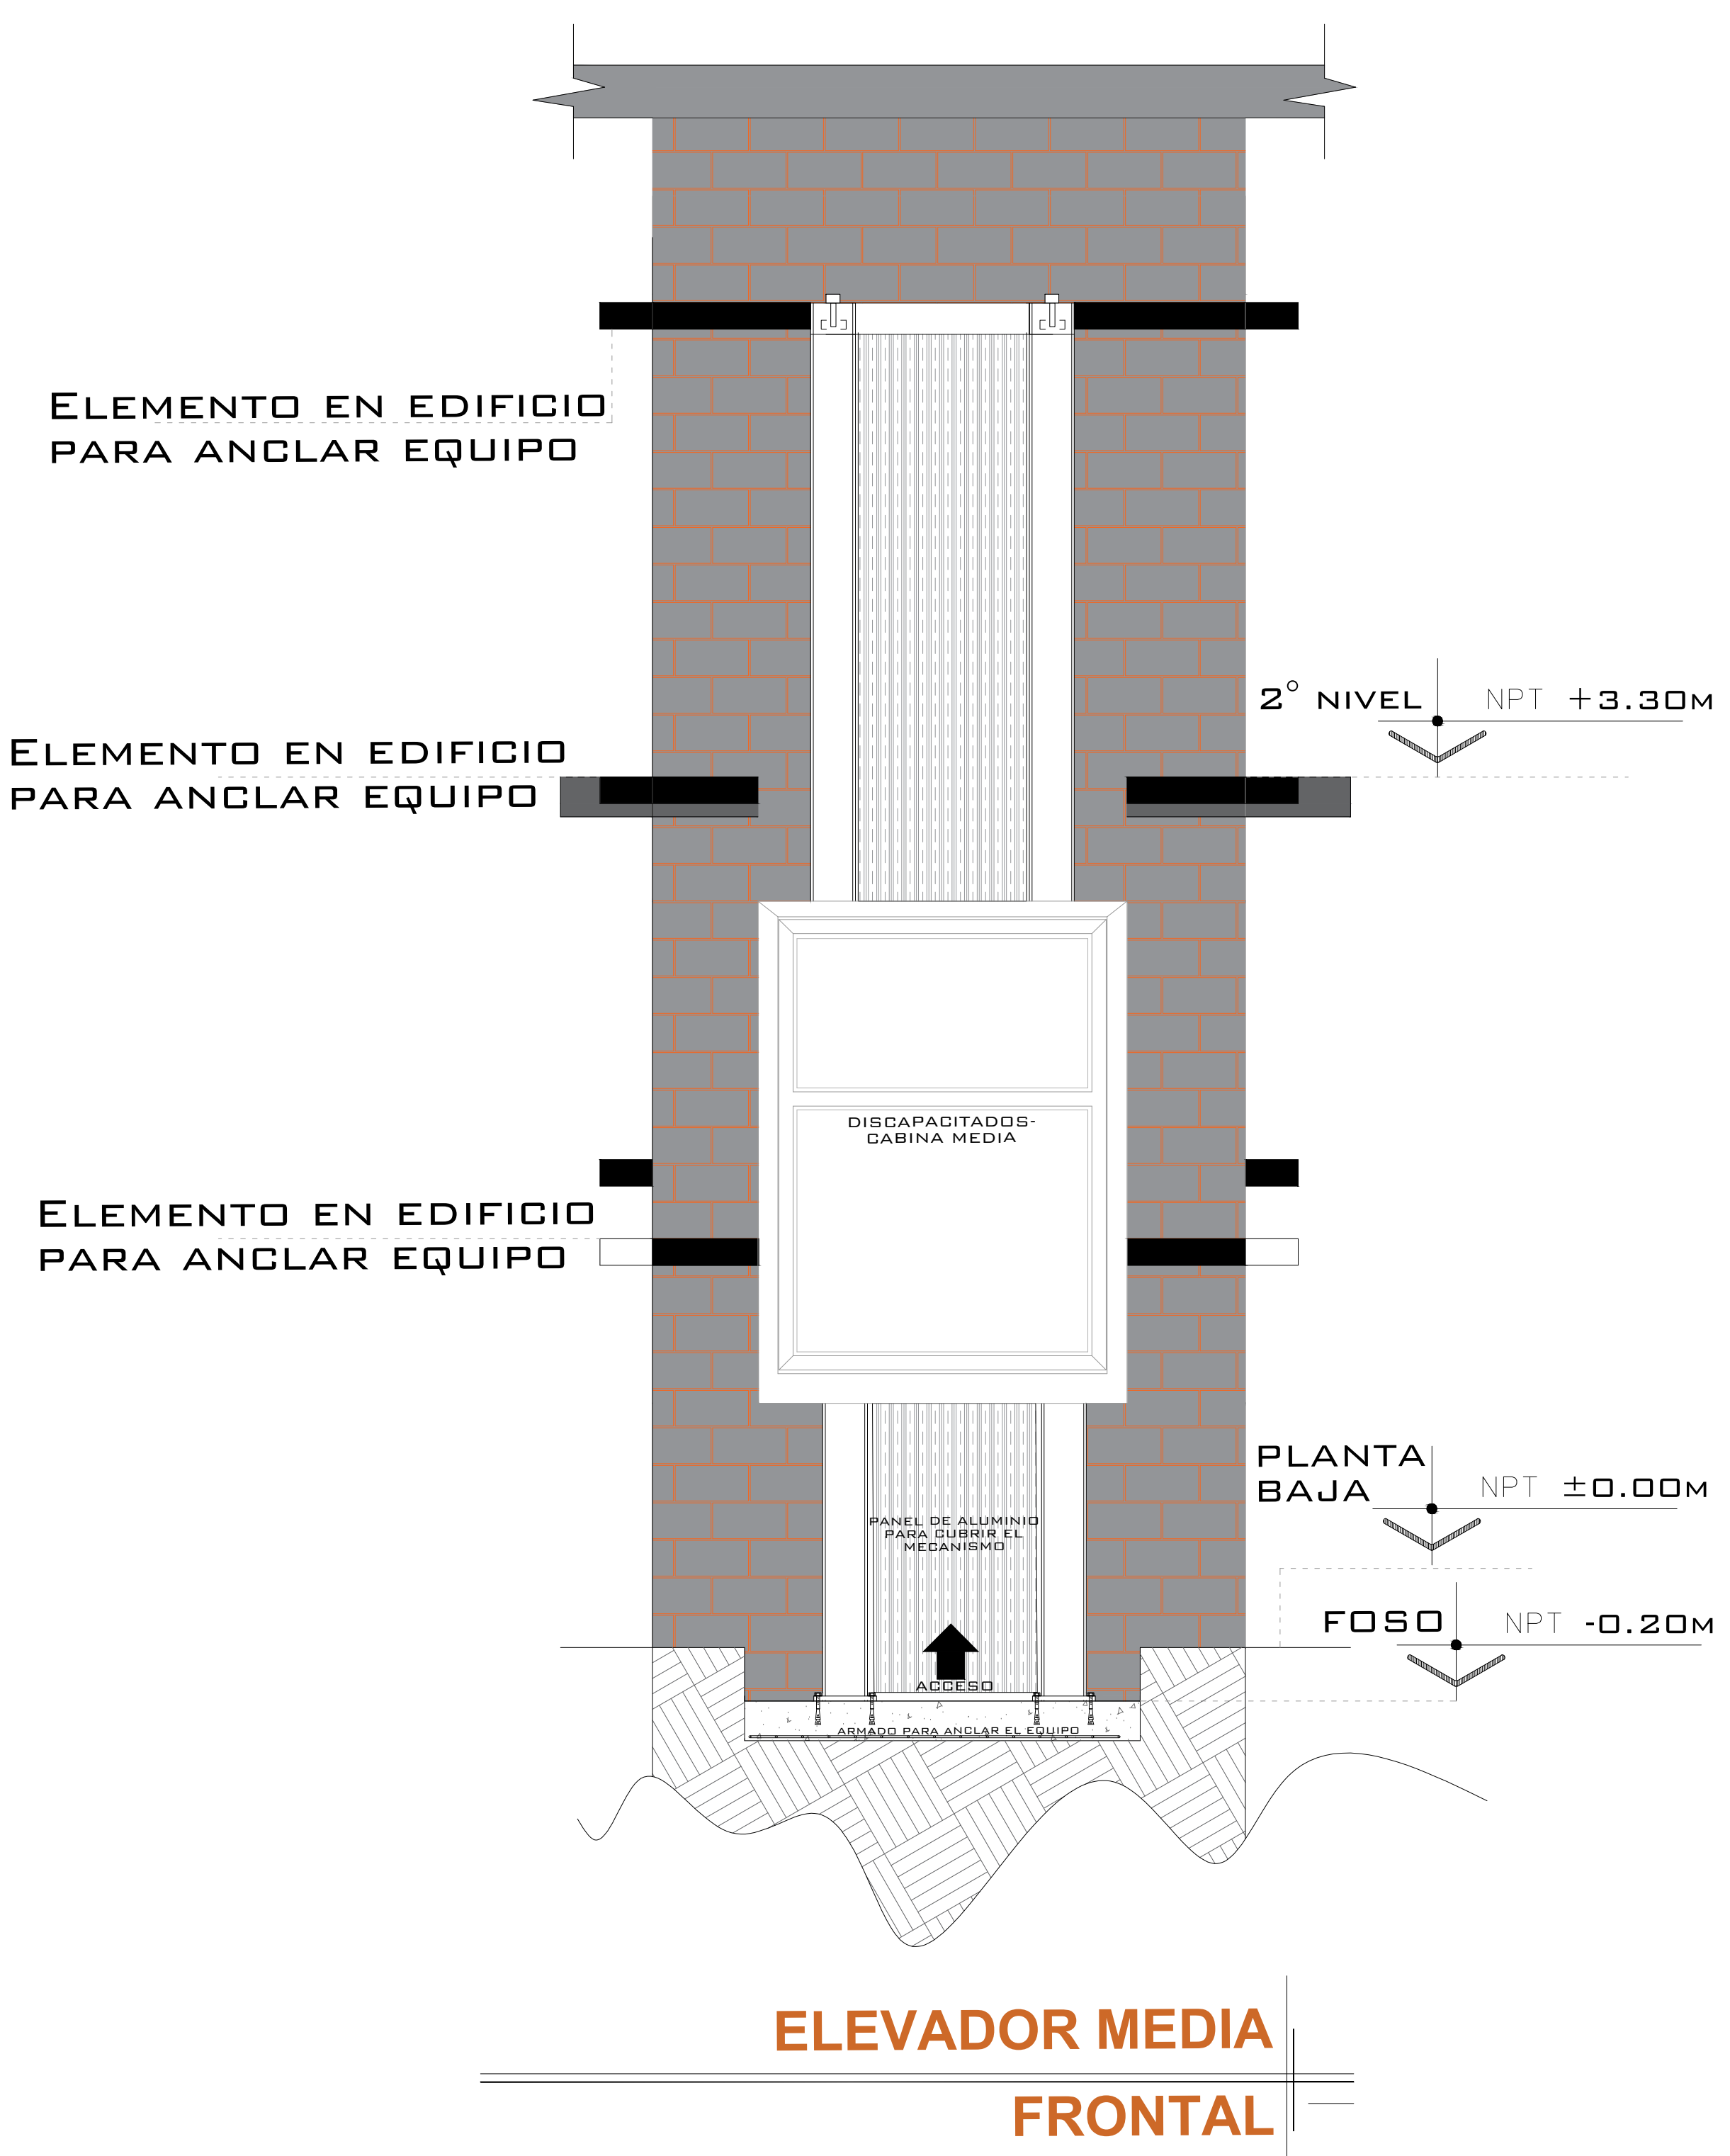 ELEMENTO EN EDIFICIO
PARA ANCLAR EQUIPO
2° NIVEL NPT +3.30M
ELEMENTO EN EDIFICIO
PARA ANCLAR EQUIPO
DISCAPACITADOS-
CABINA MEDIA
ELEMENTO EN EDIFICIO
PARA ANCLAR EQUIPO
PLANTA
BAJA NPT ±0.00M
PANEL DE ALUMINIO
PARA CUBRIR EL
MECANISMO
FOSO NPT -0.20M
ACCESO
ARMADO PARA ANCLAR EL EQUIPO
ELEVADOR MEDIA
FRONTAL